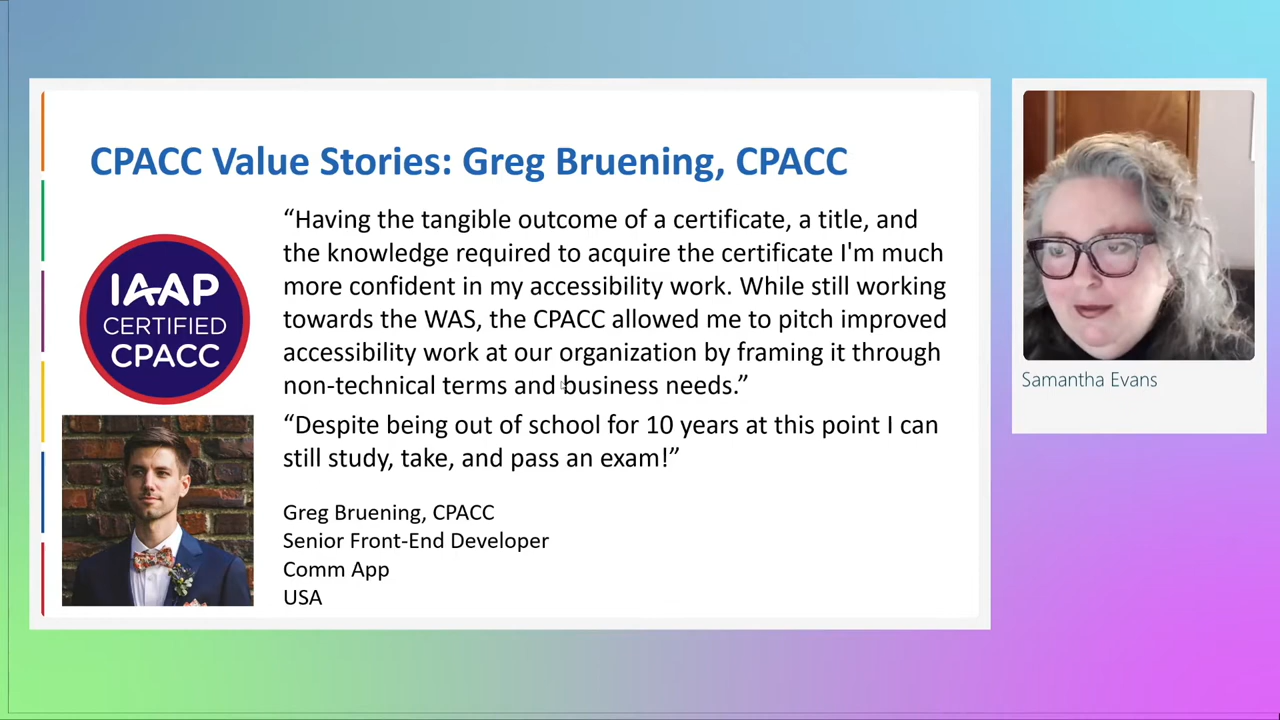 CPACC Value Stories: Greg Bruening, CPACC
“Having the tangible outcome of a certificate, a title, and
the knowledge required to acquire the certificate I'm much
more confident in my accessibility work. While still working
towards the WAS, the CPACC allowed me to pitch improved
accessibility work at our organization by framing it through
non-technical terms and business needs.”
“Despite being out of school for 10 years at this point I can
still study, take, and pass an exam!”
Greg Bruening, CPACC
Senior Front-End Developer
Comm App
USA
IAAP
CERTIFIED
CPACC
Samantha Evans